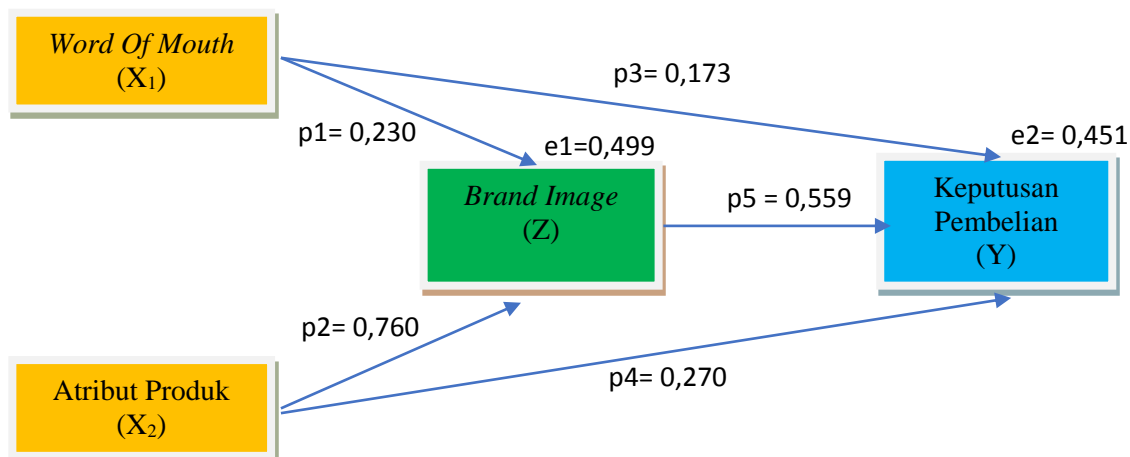 Word Of Mouth
(X₁)
p3= 0,173
p1= 0,230
e1=0,499
e2= 0,451
Brand Image
(Z)
p5 = 0,559
Keputusan
Pembelian
(Y)
p2= 0,760
p4= 0,270
Atribut Produk
(X₂)